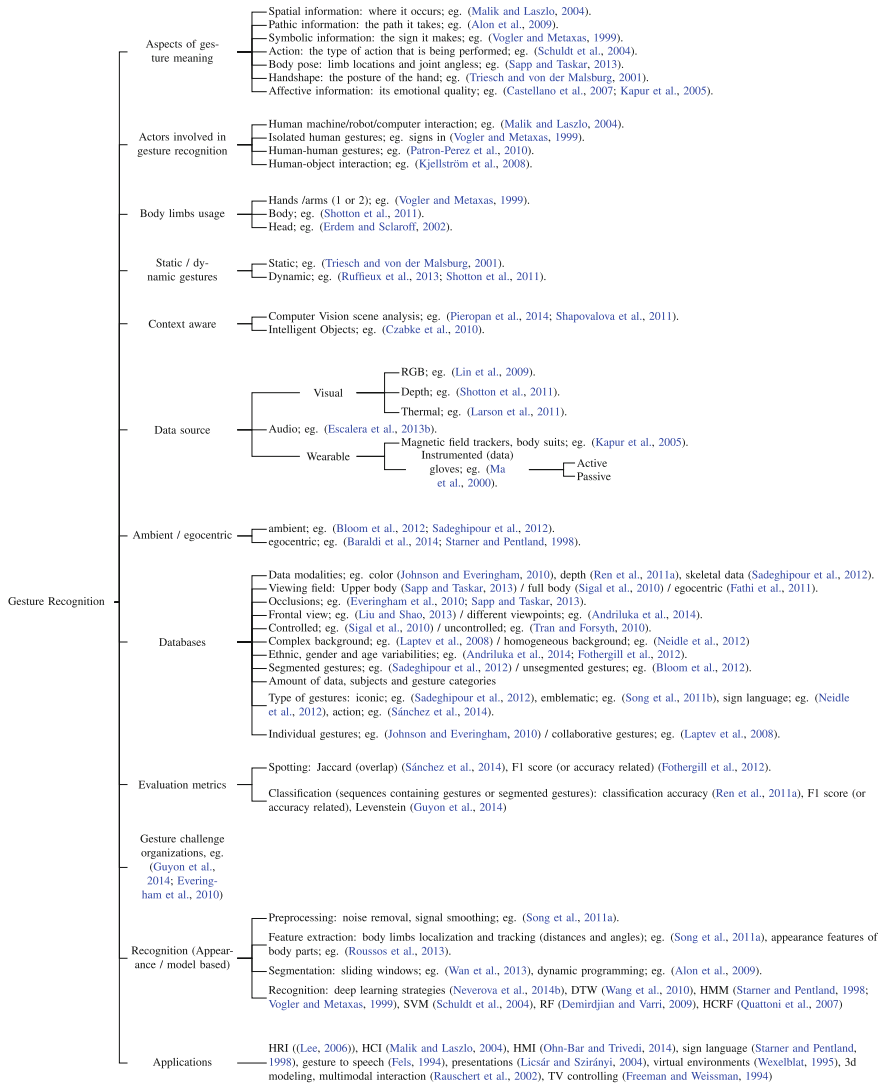 Gesture Recognition
Aspects of ges-
ture meaning
Spatial information: where it occurs; eg. (Malik and Laszlo, 2004).
Pathic information: the path it takes; eg. (Alon et al., 2009).
Symbolic information: the sign it makes; eg. (Vogler and Metaxas, 1999).
Action: the type of action that is being performed; eg. (Schuldt et al., 2004).
Body pose: limb locations and joint angless; eg. (Sapp and Taskar, 2013).
Handshape: the posture of the hand; eg. (Triesch and von der Malsburg, 2001).
Affective information: its emotional quality; eg. (Castellano et al., 2007; Kapur et al., 2005).
Actors involved in
gesture recognition
Human machine/robot/computer interaction; eg. (Malik and Laszlo, 2004).
Isolated human gestures; eg. signs in (Vogler and Metaxas, 1999).
Human-human gestures; eg. (Patron-Perez et al., 2010).
Human-object interaction; eg. (Kjellström et al., 2008).
Body limbs usage
Hands /arms (1 or 2); eg. (Vogler and Metaxas, 1999).
Body; eg. (Shotton et al., 2011).
Head; eg. (Erdem and Sclaroff, 2002).
Static / dy-
namic gestures
Static; eg. (Triesch and von der Malsburg, 2001).
Dynamic; eg. (Ruffieux et al., 2013; Shotton et al., 2011).
Context aware
Computer Vision scene analysis; eg. (Pieropan et al., 2014; Shapovalova et al., 2011).
Intelligent Objects; eg. (Czabke et al., 2010).
Data source
Visual
RGB; eg. (Lin et al., 2009).
Depth; eg. (Shotton et al., 2011).
Thermal; eg. (Larson et al., 2011).
Audio; eg. (Escalera et al., 2013b).
Wearable
Magnetic field trackers, body suits; eg. (Kapur et al., 2005).
Instrumented (data)
gloves; eg. (Ma
et al., 2000).
Active
Passive
Ambient / egocentric
ambient; eg. (Bloom et al., 2012; Sadeghipour et al., 2012).
egocentric; eg. (Baraldi et al., 2014; Starner and Pentland, 1998).
Databases
Data modalities; eg. color (Johnson and Everingham, 2010), depth (Ren et al., 2011a), skeletal data (Sadeghipour et al., 2012).
Viewing field: Upper body (Sapp and Taskar, 2013) / full body (Sigal et al., 2010) / egocentric (Fathi et al., 2011).
Occlusions; eg. (Everingham et al., 2010; Sapp and Taskar, 2013).
Frontal view; eg. (Liu and Shao, 2013) / different viewpoints; eg. (Andriluka et al., 2014).
Controlled; eg. (Sigal et al., 2010) / uncontrolled; eg. (Tran and Forsyth, 2010).
Complex background; eg. (Laptev et al., 2008) / homogeneous background; eg. (Neidle et al., 2012)
Ethnic, gender and age variabilities; eg. (Andriluka et al., 2014; Fothergill et al., 2012).
Segmented gestures; eg. (Sadeghipour et al., 2012) / unsegmented gestures; eg. (Bloom et al., 2012).
Amount of data, subjects and gesture categories
Type of gestures: iconic; eg. (Sadeghipour et al., 2012), emblematic; eg. (Song et al., 2011b), sign language; eg. (Neidle
et al., 2012), action; eg. (Sánchez et al., 2014).
Individual gestures; eg. (Johnson and Everingham, 2010) / collaborative gestures; eg. (Laptev et al., 2008).
Evaluation metrics
Spotting: Jaccard (overlap) (Sánchez et al., 2014), F1 score (or accuracy related) (Fothergill et al., 2012).
Classification (sequences containing gestures or segmented gestures): classification accuracy (Ren et al., 2011a), F1 score (or
accuracy related), Levenstein (Guyon et al., 2014)
Gesture challenge
organizations, eg.
(Guyon et al.,
2014; Evering-
ham et al., 2010)
Recognition (Appear-
ance / model based)
Preprocessing: noise removal, signal smoothing; eg. (Song et al., 2011a).
Feature extraction: body limbs localization and tracking (distances and angles); eg. (Song et al., 2011a), appearance features of
body parts; eg. (Roussos et al., 2013).
Segmentation: sliding windows; eg. (Wan et al., 2013), dynamic programming; eg. (Alon et al., 2009).
Recognition: deep learning strategies (Neverova et al., 2014b), DTW (Wang et al., 2010), HMM (Starner and Pentland, 1998;
Vogler and Metaxas, 1999), SVM (Schuldt et al., 2004), RF (Demirdjian and Varri, 2009), HCRF (Quattoni et al., 2007)
Applications
HRI ((Lee, 2006)), HCI (Malik and Laszlo, 2004), HMI (Ohn-Bar and Trivedi, 2014), sign language (Starner and Pentland,
1998), gesture to speech (Fels, 1994), presentations (Licsár and Szirányi, 2004), virtual environments (Wexelblat, 1995), 3d
modeling, multimodal interaction (Rauschert et al., 2002), TV controlling (Freeman and Weissman, 1994)